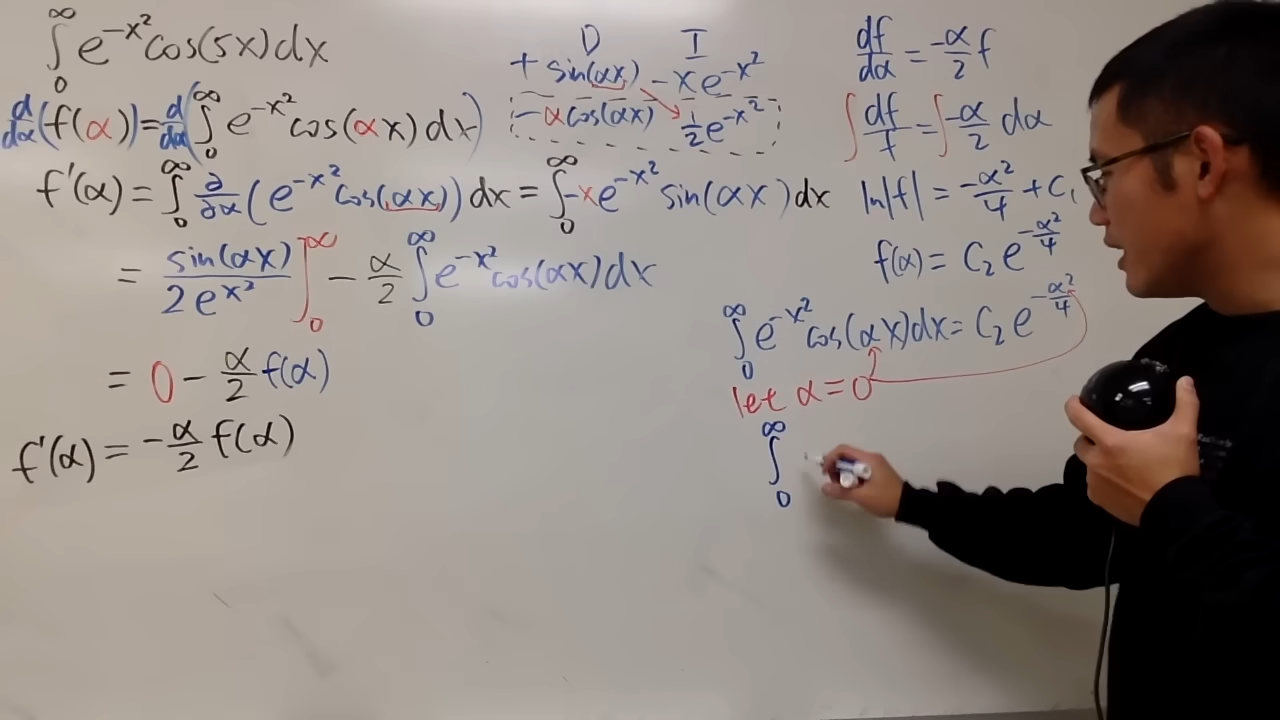 ∫₀^∞ e^{-x²} cos(5x) dx
d/dα (f(α)) = d/dα (∫₀^∞ e^{-x²} cos(αx) dx)
f'(α) = ∫₀^∞ ∂/∂α (e^{-x²} cos(αx)) dx = ∫₀^∞ -x e^{-x²} sin(αx) dx
= sin(αx)/(2e^{x²}) ]₀^∞ - α/2 ∫₀^∞ e^{-x²} cos(αx) dx
= 0 - α/2 f(α)
f'(α) = -α/2 f(α)
D I
+ sin(αx) -x e^{-x²}
- α cos(αx) 1/2 e^{-x²}
df/dα = -α/2 f
∫ df/f = ∫ -α/2 dα
ln|f| = -α²/4 + C₁
f(α) = C₂ e^{-α²/4}
∫₀^∞ e^{-x²} cos(αx) dx = C₂ e^{-α²/4}
let α = 0
∫₀^∞